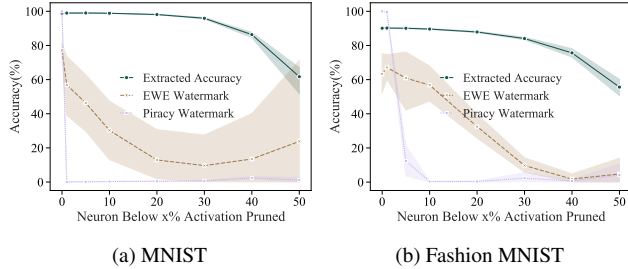 100
80
60
40
20
0
Accuracy(%)
Extracted Accuracy
EWE Watermark
Piracy Watermark
0 10 20 30 40 50
Neuron Below x% Activation Pruned
(a) MNIST
100
80
60
40
20
0
Accuracy(%)
Extracted Accuracy
EWE Watermark
Piracy Watermark
0 10 20 30 40 50
Neuron Below x% Activation Pruned
(b) Fashion MNIST